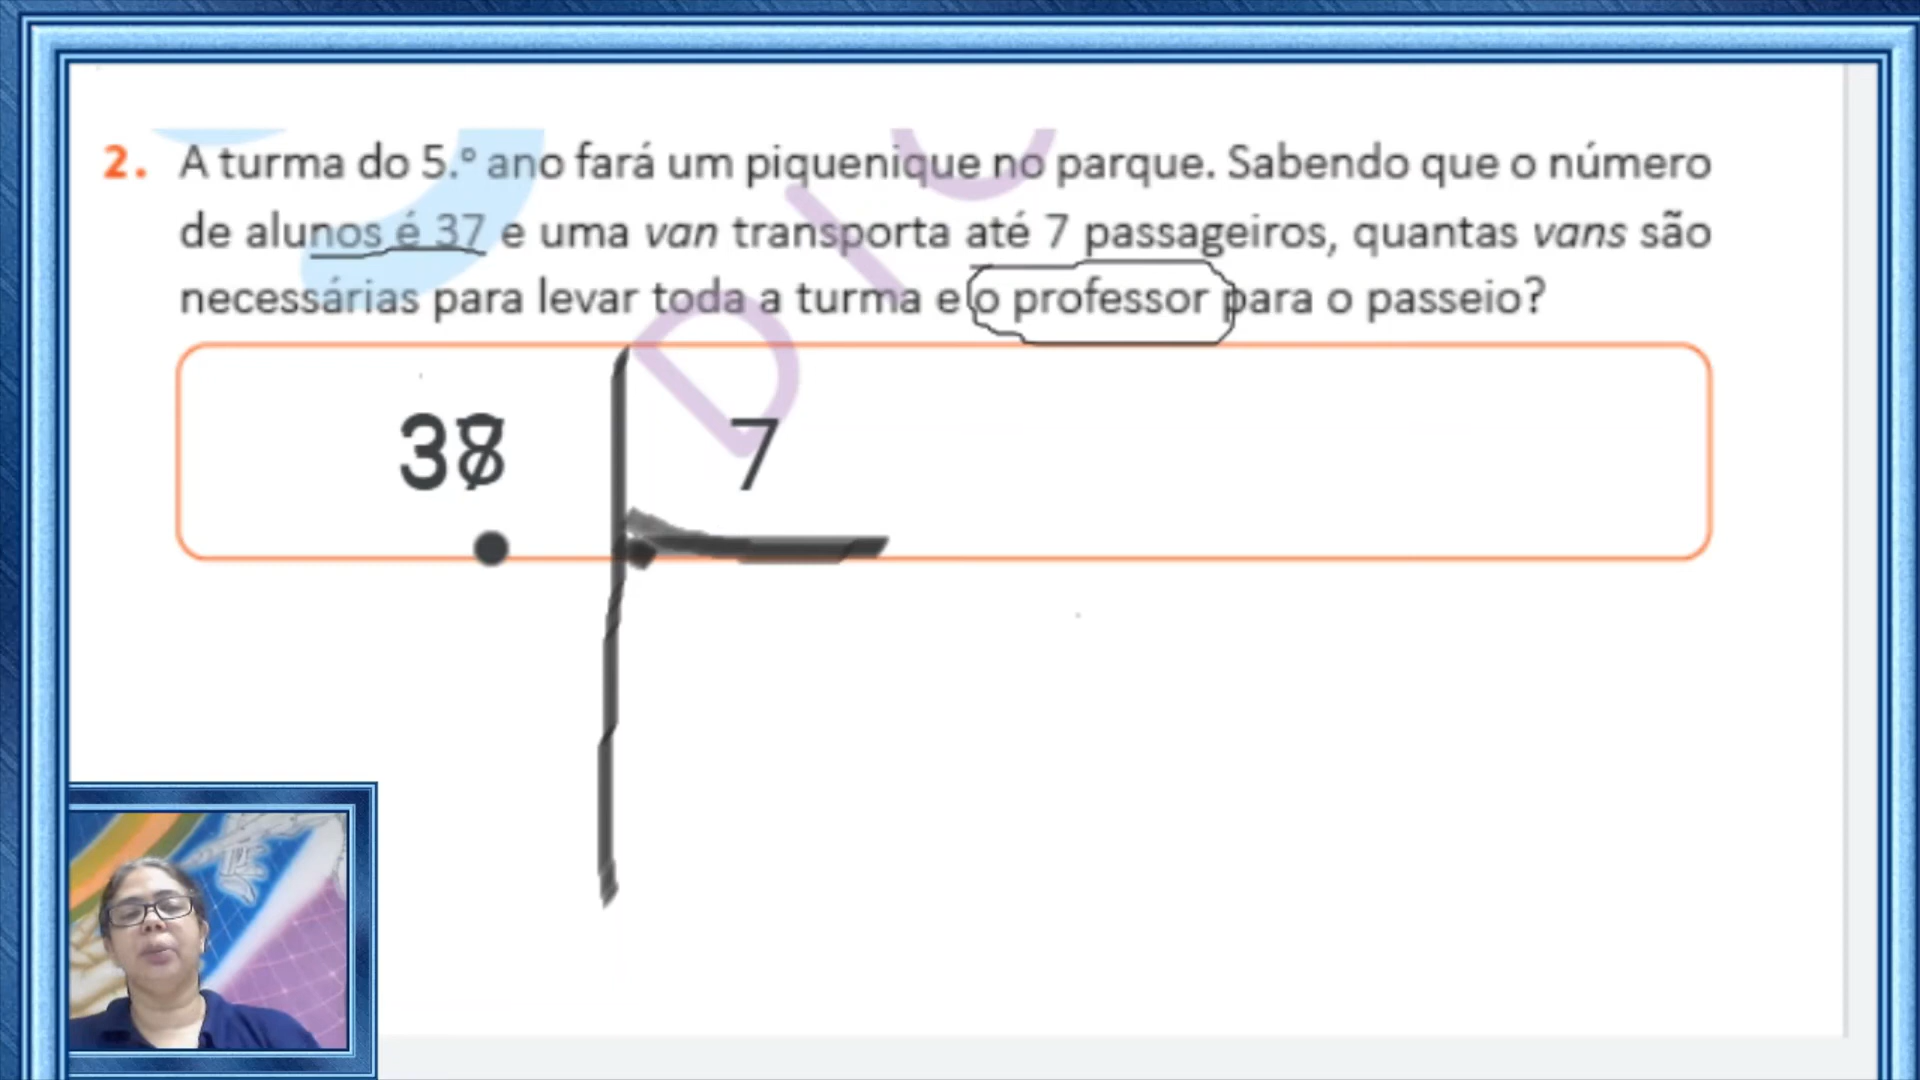 2. A turma do 5.º ano fará um piquenique no parque. Sabendo que o número
de alunos é 37 e uma van transporta até 7 passageiros, quantas vans são
necessárias para levar toda a turma e o professor para o passeio?
38 7